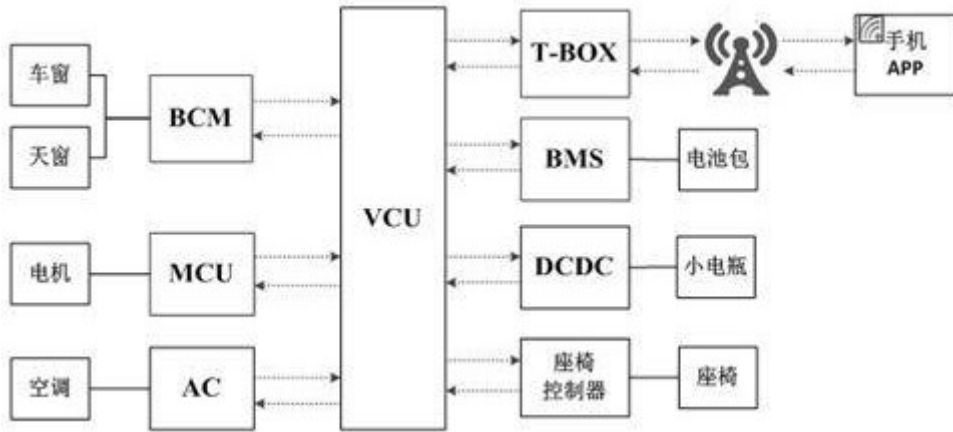 车窗
天窗
BCM
电机
MCU
空调
AC
VCU
T-BOX
手机
APP
BMS
电池包
DCDC
小电瓶
座椅
控制器
座椅